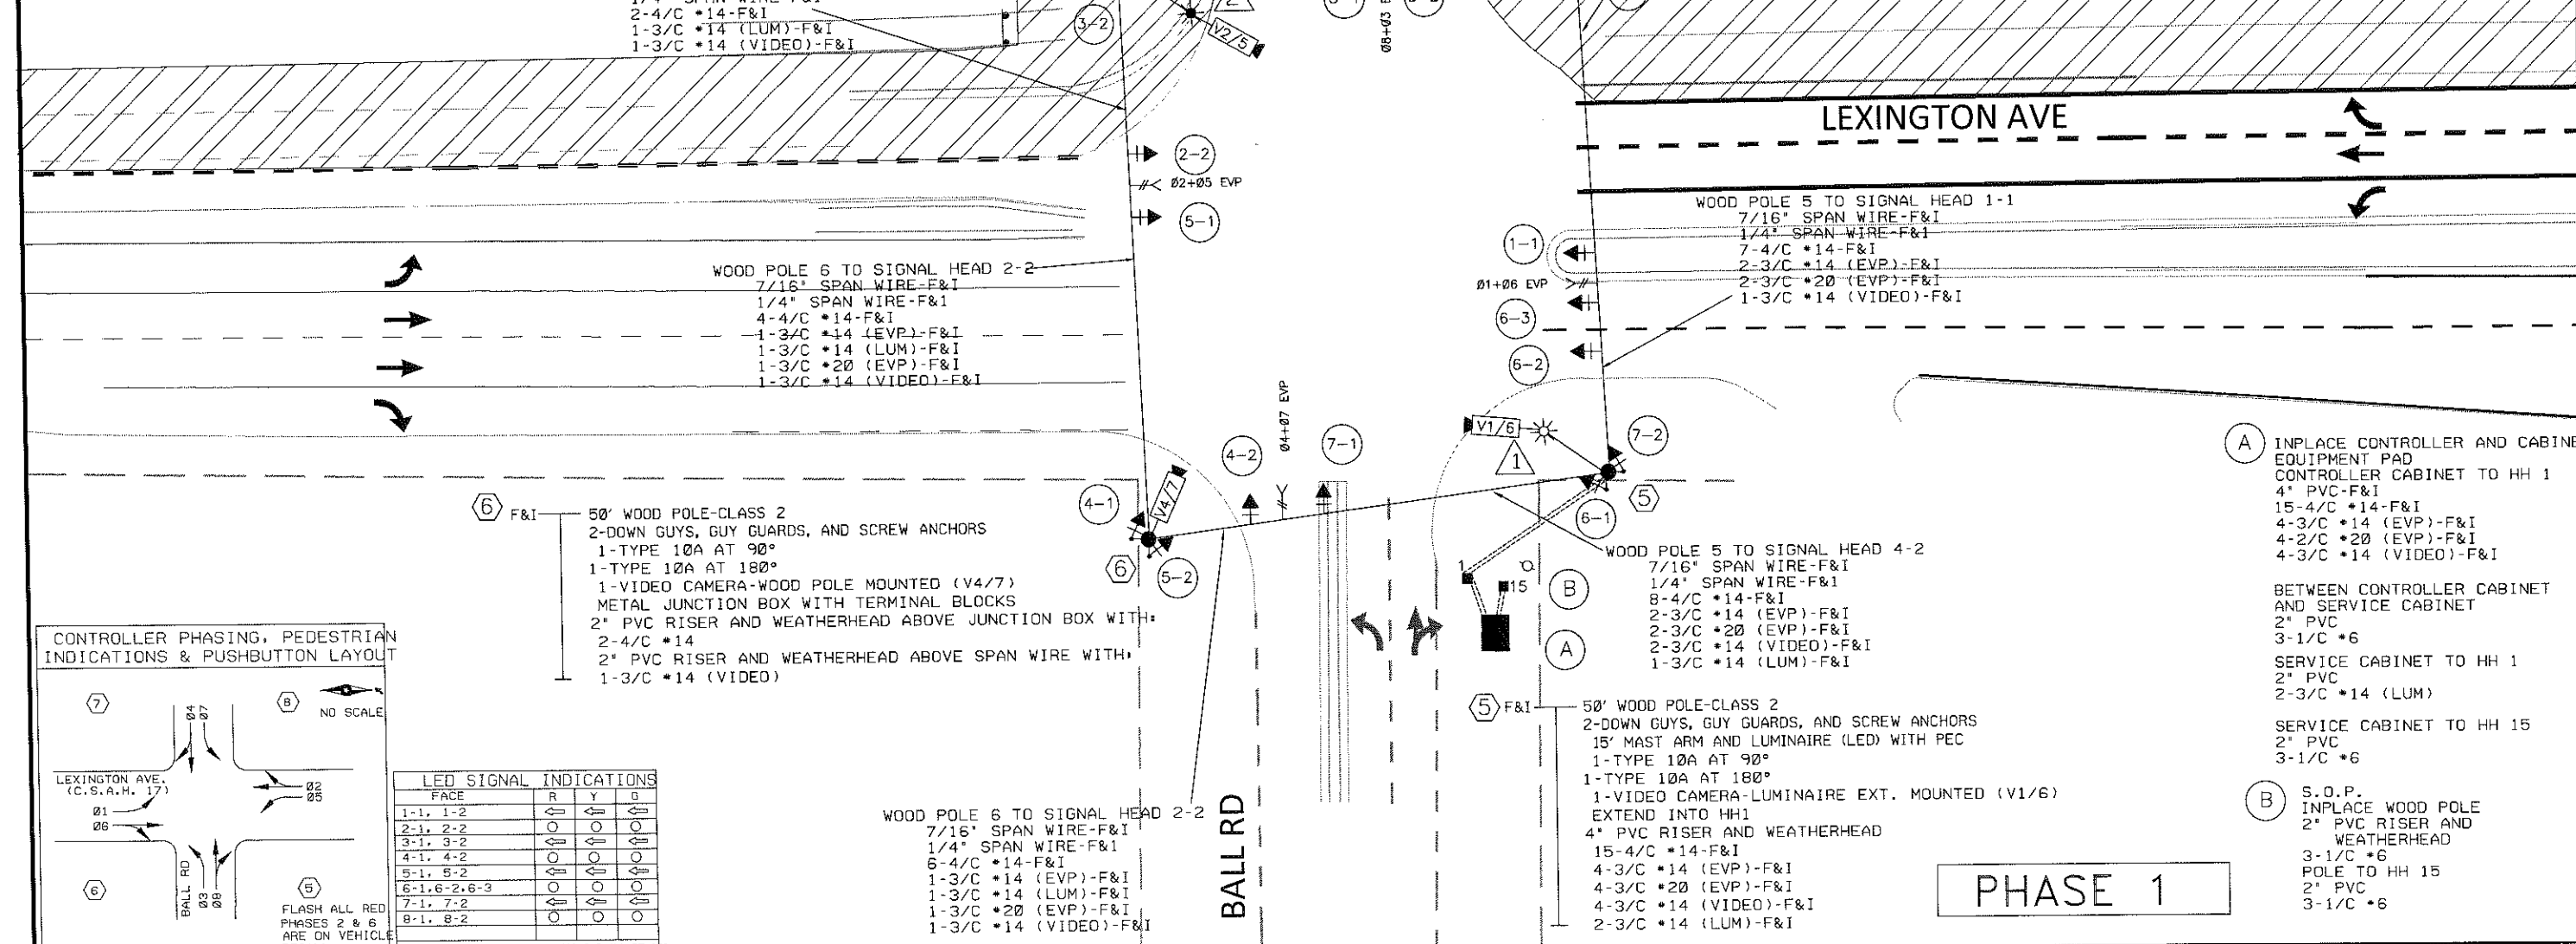 2-4/C #14-F&I
1-3/C #14 (LUM)-F&I
1-3/C #14 (VIDEO)-F&I
3-2
V2/5
LEXINGTON AVE
2-2
Ø2+Ø5 EVP
5-1
WOOD POLE 6 TO SIGNAL HEAD 2-2
7/16" SPAN WIRE-F&I
1/4" SPAN WIRE-F&1
4-4/C #14-F&I
1-3/C #14 (EVP)-F&I
1-3/C #14 (LUM)-F&I
1-3/C #20 (EVP)-F&I
1-3/C #14 (VIDEO)-F&I
WOOD POLE 5 TO SIGNAL HEAD 1-1
7/16" SPAN WIRE-F&I
1/4" SPAN WIRE-F&1
7-4/C #14-F&I
2-3/C #14 (EVP)-F&I
2-3/C #20 (EVP)-F&I
1-3/C #14 (VIDEO)-F&I
1-1
Ø1+Ø6 EVP
6-3
6-2
Ø4+Ø7 EVP
V1/6
1
7-2
4-2
7-1
4-1
V4/7
6-1
5
6
5-2
6 F&I
50' WOOD POLE-CLASS 2
2-DOWN GUYS, GUY GUARDS, AND SCREW ANCHORS
1-TYPE 10A AT 90°
1-TYPE 10A AT 180°
1-VIDEO CAMERA-WOOD POLE MOUNTED (V4/7)
METAL JUNCTION BOX WITH TERMINAL BLOCKS
2" PVC RISER AND WEATHERHEAD ABOVE JUNCTION BOX WITH:
2-4/C #14
2" PVC RISER AND WEATHERHEAD ABOVE SPAN WIRE WITH:
1-3/C #14 (VIDEO)
WOOD POLE 5 TO SIGNAL HEAD 4-2
7/16" SPAN WIRE-F&I
1/4" SPAN WIRE-F&1
8-4/C #14-F&I
2-3/C #14 (EVP)-F&I
2-3/C #20 (EVP)-F&I
2-3/C #14 (VIDEO)-F&I
1-3/C #14 (LUM)-F&I
1
15
B
A
5 F&I
50' WOOD POLE-CLASS 2
2-DOWN GUYS, GUY GUARDS, AND SCREW ANCHORS
15' MAST ARM AND LUMINAIRE (LED) WITH PEC
1-TYPE 10A AT 90°
1-TYPE 10A AT 180°
1-VIDEO CAMERA-LUMINAIRE EXT. MOUNTED (V1/6)
EXTEND INTO HH1
4" PVC RISER AND WEATHERHEAD
15-4/C #14-F&I
4-3/C #14 (EVP)-F&I
4-3/C #20 (EVP)-F&I
4-3/C #14 (VIDEO)-F&I
2-3/C #14 (LUM)-F&I
A
INPLACE CONTROLLER AND
EQUIPMENT PAD
CONTROLLER CABINET TO HH 1
4" PVC-F&I
15-4/C #14-F&I
4-3/C #14 (EVP)-F&I
4-2/C #20 (EVP)-F&I
4-3/C #14 (VIDEO)-F&I
BETWEEN CONTROLLER CABINET
AND SERVICE CABINET
2" PVC
3-1/C #6
SERVICE CABINET TO HH 1
2" PVC
2-3/C #14 (LUM)
SERVICE CABINET TO HH 15
2" PVC
3-1/C #6
B
S.O.P.
INPLACE WOOD POLE
2" PVC RISER AND
WEATHERHEAD
3-1/C #6
POLE TO HH 15
2" PVC
3-1/C #6
PHASE 1
WOOD POLE 6 TO SIGNAL HEAD 2-2
7/16" SPAN WIRE-F&I
1/4" SPAN WIRE-F&1
6-4/C #14-F&I
1-3/C #14 (EVP)-F&I
1-3/C #14 (LUM)-F&I
1-3/C #20 (EVP)-F&I
1-3/C #14 (VIDEO)-F&I
BALL RD
CONTROLLER PHASING, PEDESTRIAN
INDICATIONS & PUSHBUTTON LAYOUT
7
8
NO SCALE
Ø4
Ø7
LEXINGTON AVE.
(C.S.A.H. 17)
Ø1
Ø6
Ø2
Ø5
BALL RD
Ø3
Ø8
6
5
FLASH ALL RED
PHASES 2 & 6
ARE ON VEHICLE
LED SIGNAL INDICATIONS
FACE R Y G
1-1, 1-2
2-1, 2-2
3-1, 3-2
4-1, 4-2
5-1, 5-2
6-1,6-2,6-3
7-1, 7-2
8-1, 8-2